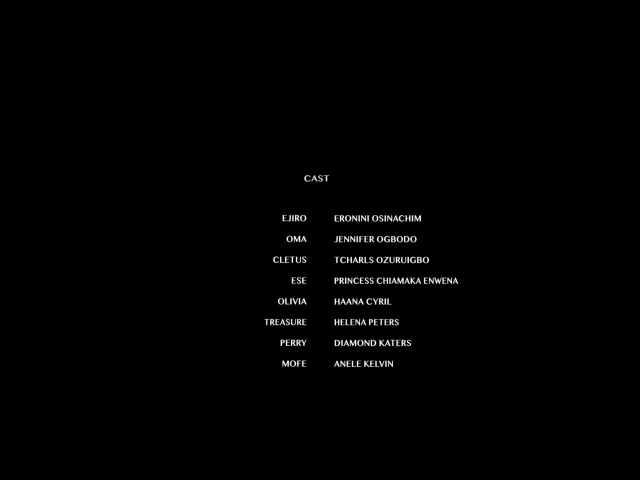 CAST
EJIRO ERONINI OSINACHIM
OMA JENNIFER OGBODO
CLETUS TCHARLS OZURUIGBO
ESE PRINCESS CHIAMAKA ENWENA
OLIVIA HAANA CYRIL
TREASURE HELENA PETERS
PERRY DIAMOND KATERS
MOFE ANELE KELVIN